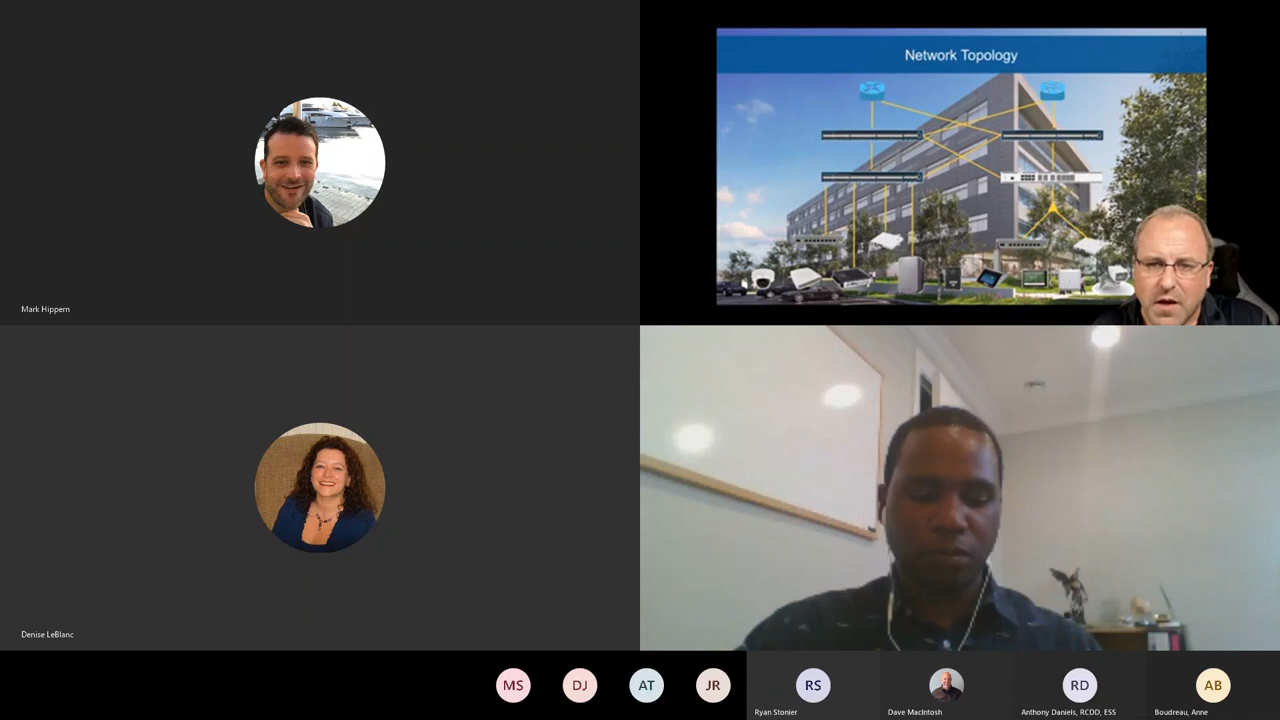 Network Topology
Mark Hippern
Denise LeBlanc
MS
DJ
AT
JR
RS
RD
AB
Ryan Stonier
Dave MacIntosh
Anthony Daniels, RCDD, ESS
Boudreau, Anne